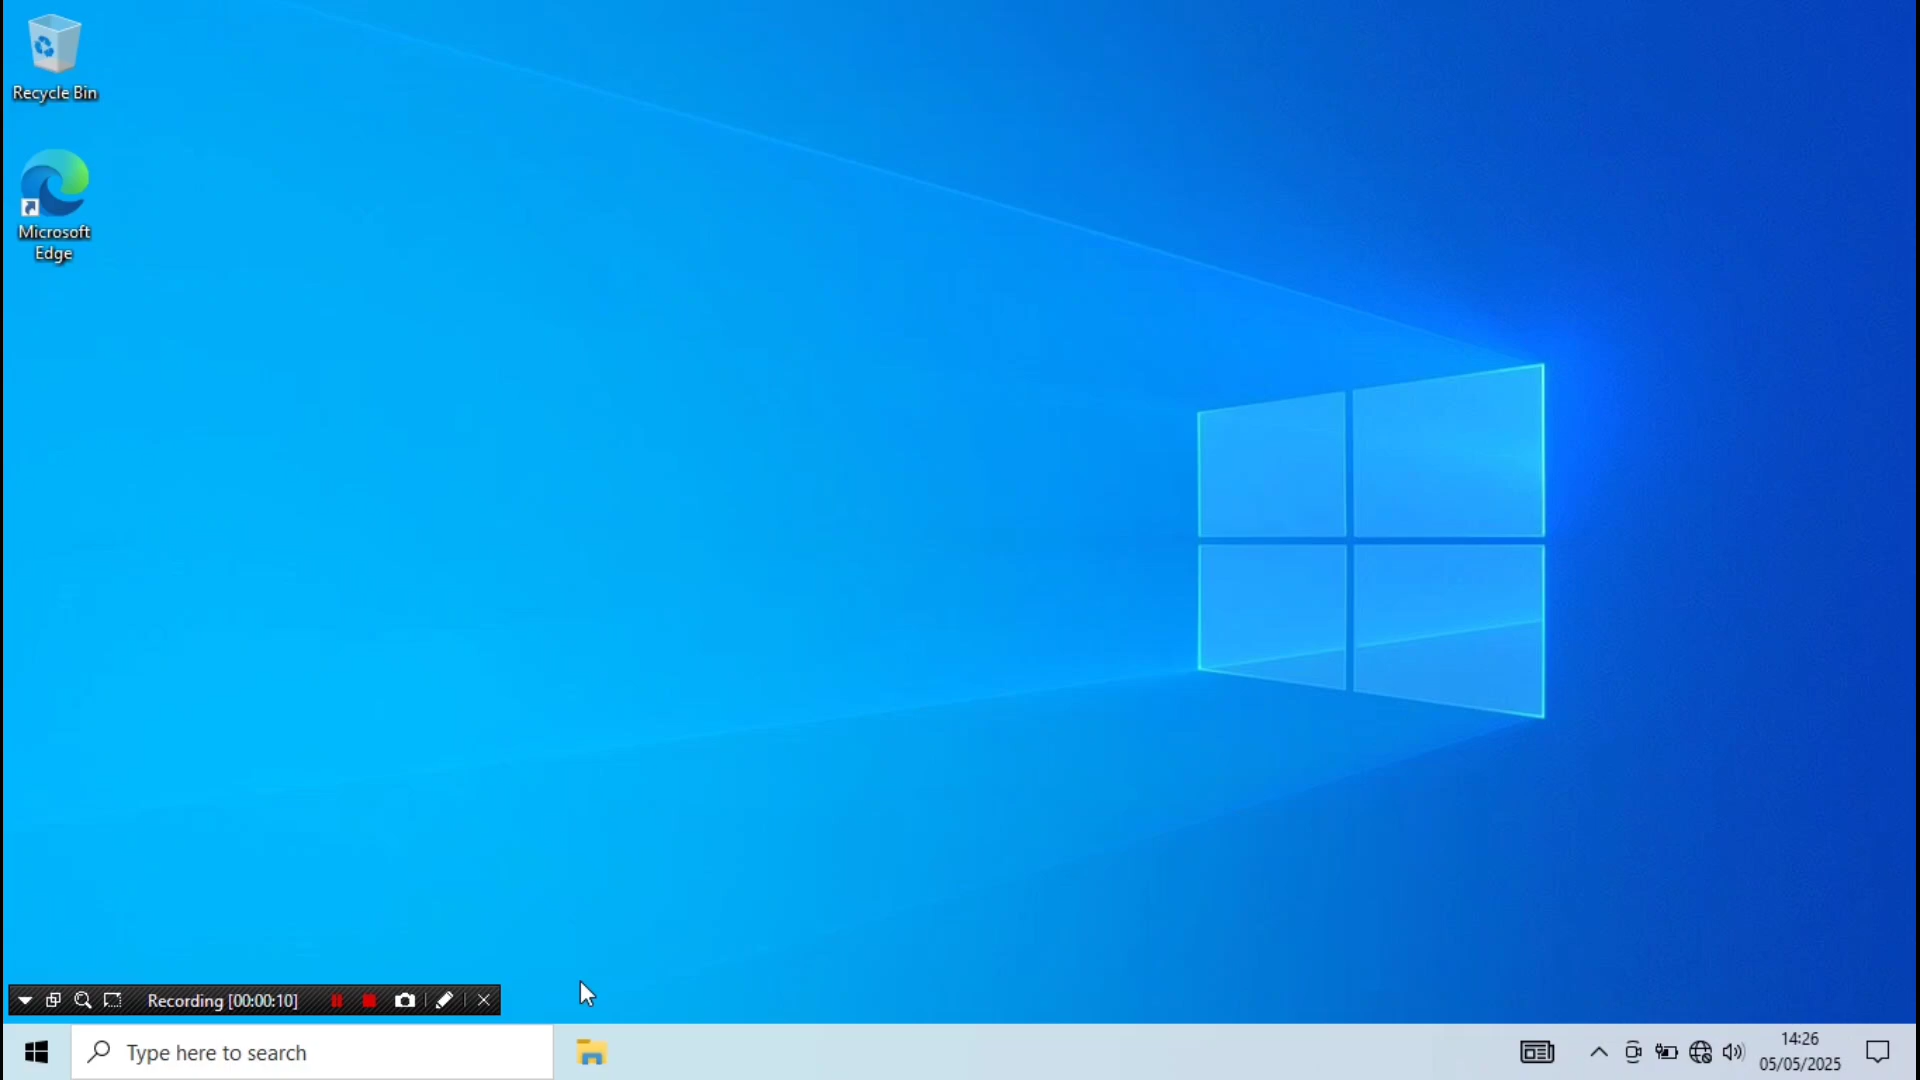 Recycle Bin
Microsoft
Edge
Recording [00:00:10]
Type here to search
14:26
05/05/2025